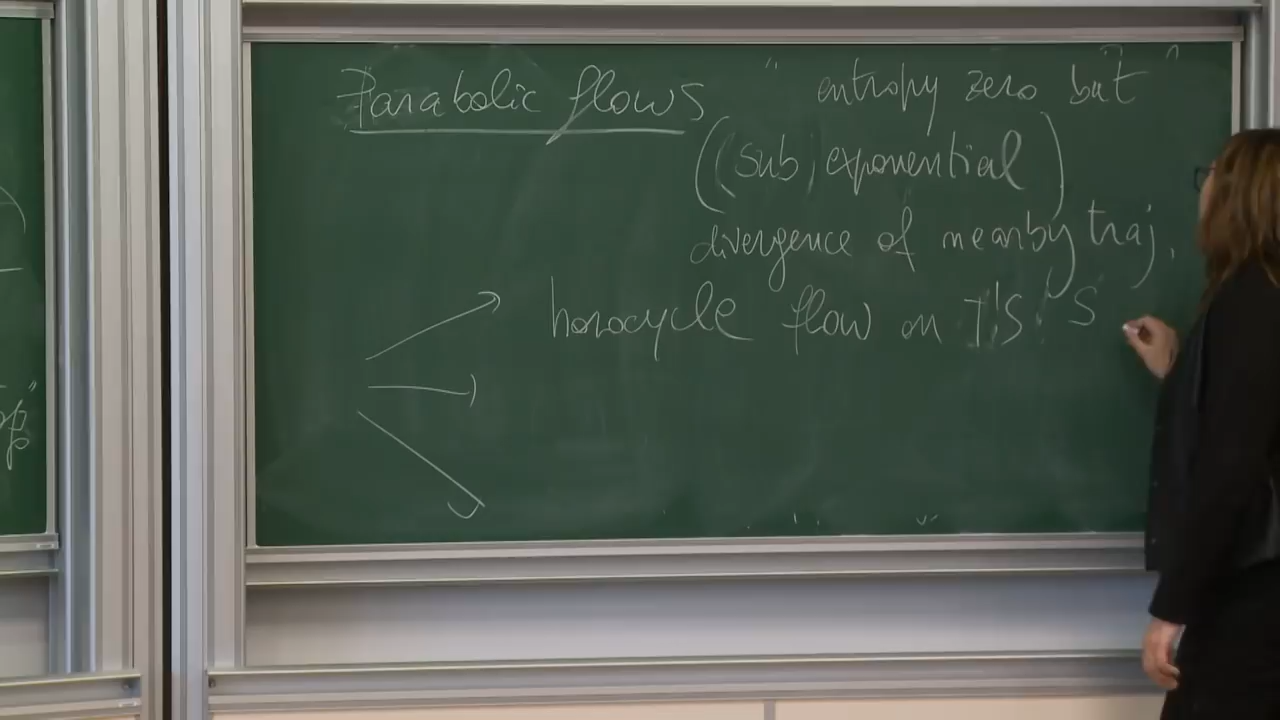 Parabolic flows " entropy zero but "
((sub) exponential)
divergence of nearby traj.
horocycle flow on T¹S, S